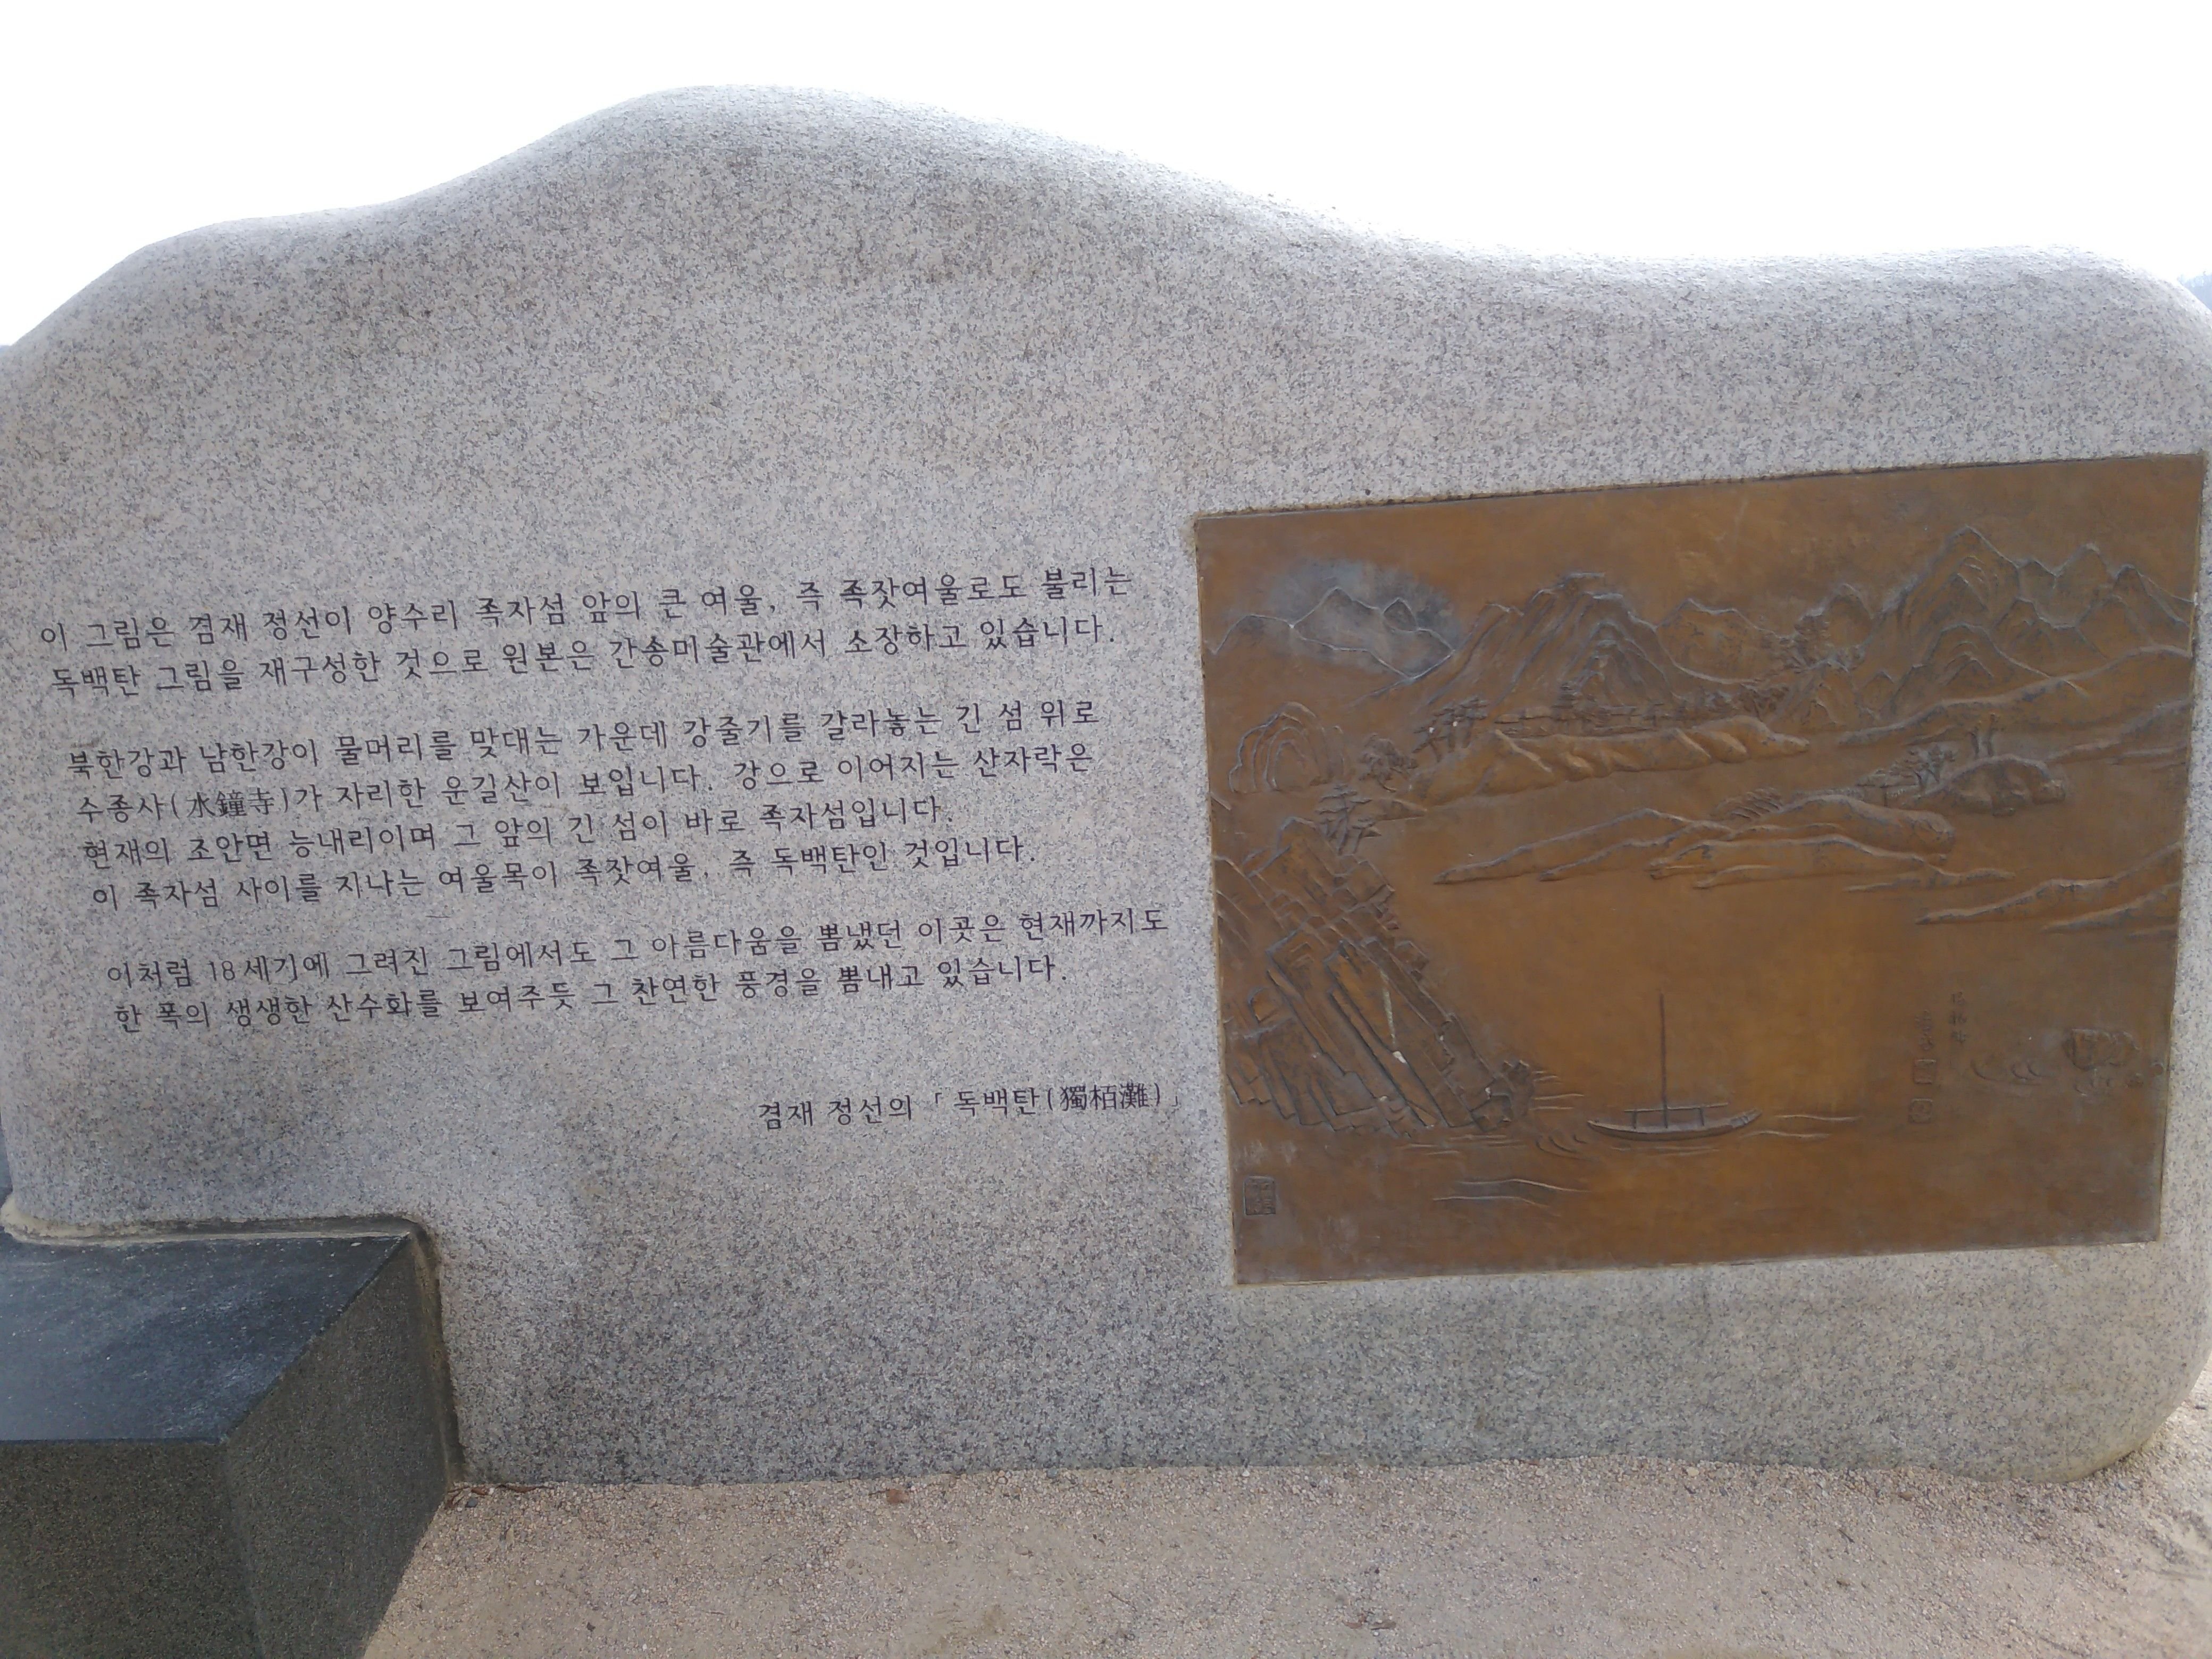 이 그림은 겸재 정선이 양수리 족자섬 앞의 큰 여울, 즉 족잣여울로도 불리는
독백탄 그림을 재구성한 것으로 원본은 간송미술관에서 소장하고 있습니다.
북한강과 남한강이 물머리를 맞대는 가운데 강줄기를 갈라놓는 긴 섬 위로
수종사(水鐘寺)가 자리한 운길산이 보입니다. 강으로 이어지는 산자락은
현재의 조안면 능내리이며 그 앞의 긴 섬이 바로 족자섬입니다.
이 족자섬 사이를 지나는 여울목이 족잣여울, 즉 독백탄인 것입니다.
이처럼 18세기에 그려진 그림에서도 그 아름다움을 뽐냈던 이곳은 현재까지도
한 폭의 생생한 산수화를 보여주듯 그 찬연한 풍경을 뽐내고 있습니다.
겸재 정선의 「독백탄(獨栢灘)」